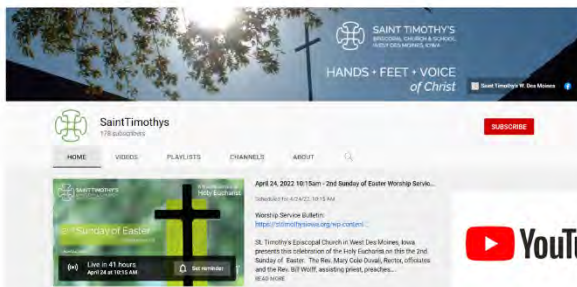 SAINT TIMOTHY'S
EPISCOPAL CHURCH & SCHOOL
WEST DES MOINES, IOWA
HANDS + FEET + VOICE
of Christ
Saint Timothy's W. Des Moines
SaintTimothys
178 subscribers
SUBSCRIBE
HOME VIDEOS PLAYLISTS CHANNELS ABOUT
SAINT TIMOTHY'S
Holy Eucharist
Sunday of Easter
Live in 41 hours
April 24 at 10:15 AM
Set reminder
April 24, 2022 10:15am - 2nd Sunday of Easter Worship Servic...
Scheduled for 4/24/22, 10:15 AM
Worship Service Bulletin:
St. Timothy's Episcopal Church in West Des Moines, Iowa
presents this celebration of the Holy Eucharist on this the 2nd
Sunday of Easter. The Rev. Mary Cole Duvall, Rector, officiates
and the Rev. Bill Wolff, assisting priest, preaches....
READ MORE
YouTu